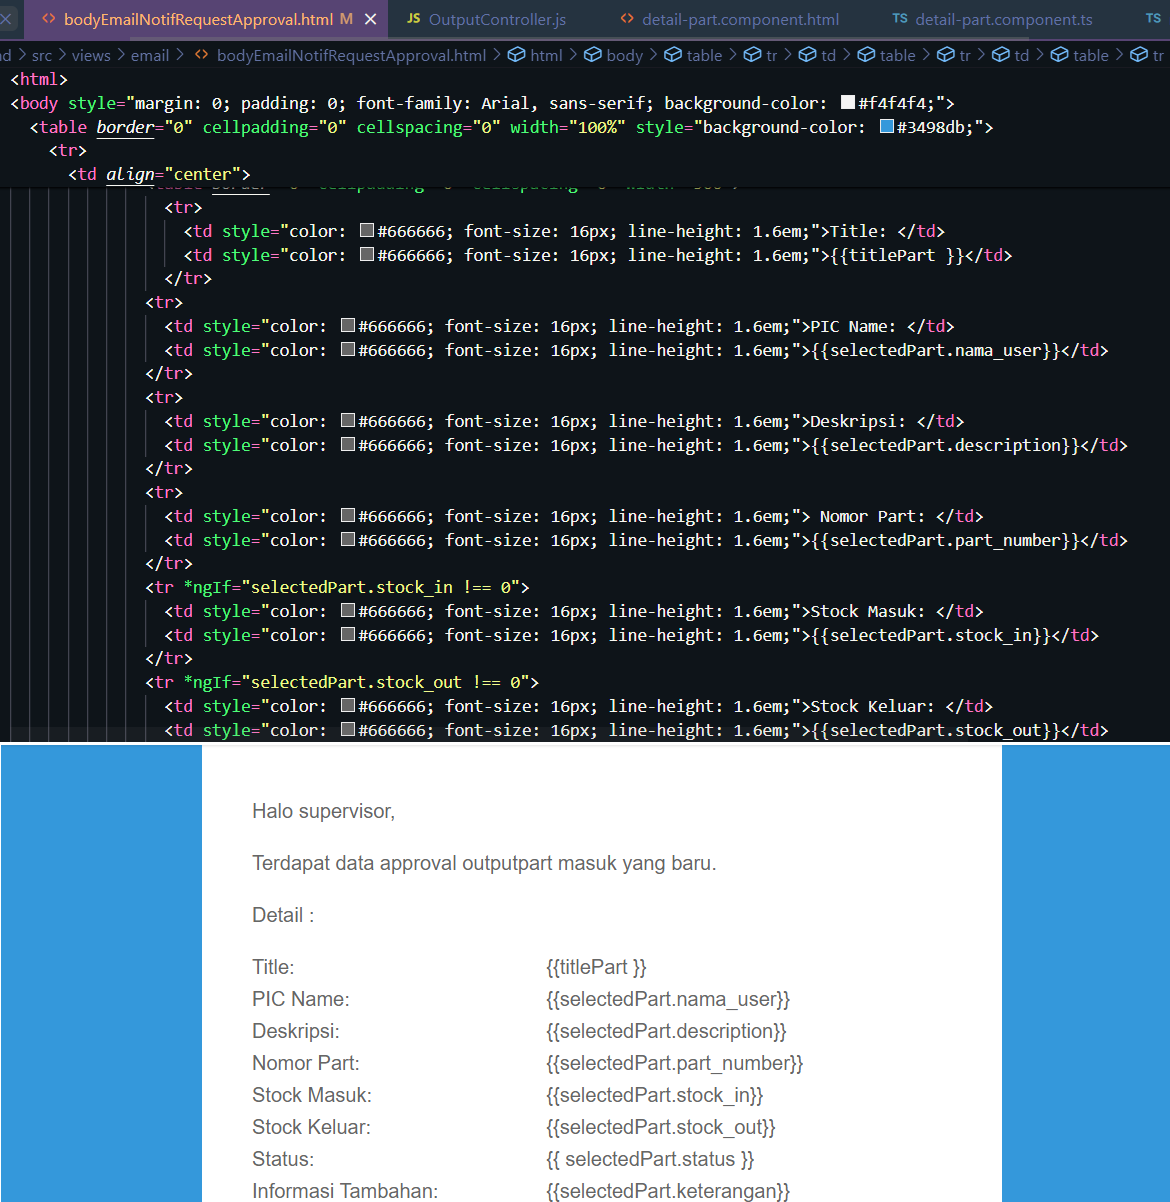 bodyEmailNotifRequestApproval.html M
JS OutputController.js
detail-part.component.html
TS detail-part.component.ts
TS
src > views > email > bodyEmailNotifRequestApproval.html > html > body > table > tr > td > table > tr > td > table > tr
<html>
<body style="margin: 0; padding: 0; font-family: Arial, sans-serif; background-color: #f4f4f4;">
<table border="0" cellpadding="0" cellspacing="0" width="100%" style="background-color: #3498db;">
<tr>
<td align="center">
<tr>
<td style="color: #666666; font-size: 16px; line-height: 1.6em;">Title: </td>
<td style="color: #666666; font-size: 16px; line-height: 1.6em;">{{titlePart }}</td>
</tr>
<tr>
<td style="color: #666666; font-size: 16px; line-height: 1.6em;">PIC Name: </td>
<td style="color: #666666; font-size: 16px; line-height: 1.6em;">{{selectedPart.nama_user}}</td>
</tr>
<tr>
<td style="color: #666666; font-size: 16px; line-height: 1.6em;">Deskripsi: </td>
<td style="color: #666666; font-size: 16px; line-height: 1.6em;">{{selectedPart.description}}</td>
</tr>
<tr>
<td style="color: #666666; font-size: 16px; line-height: 1.6em;"> Nomor Part: </td>
<td style="color: #666666; font-size: 16px; line-height: 1.6em;">{{selectedPart.part_number}}</td>
</tr>
<tr *ngIf="selectedPart.stock_in !== 0">
<td style="color: #666666; font-size: 16px; line-height: 1.6em;">Stock Masuk: </td>
<td style="color: #666666; font-size: 16px; line-height: 1.6em;">{{selectedPart.stock_in}}</td>
</tr>
<tr *ngIf="selectedPart.stock_out !== 0">
<td style="color: #666666; font-size: 16px; line-height: 1.6em;">Stock Keluar: </td>
<td style="color: #666666; font-size: 16px; line-height: 1.6em;">{{selectedPart.stock_out}}</td>
Halo supervisor,
Terdapat data approval outputpart masuk yang baru.
Detail :
Title: {{titlePart }}
PIC Name: {{selectedPart.nama_user}}
Deskripsi: {{selectedPart.description}}
Nomor Part: {{selectedPart.part_number}}
Stock Masuk: {{selectedPart.stock_in}}
Stock Keluar: {{selectedPart.stock_out}}
Status: {{ selectedPart.status }}
Informasi Tambahan: {{selectedPart.keterangan}}